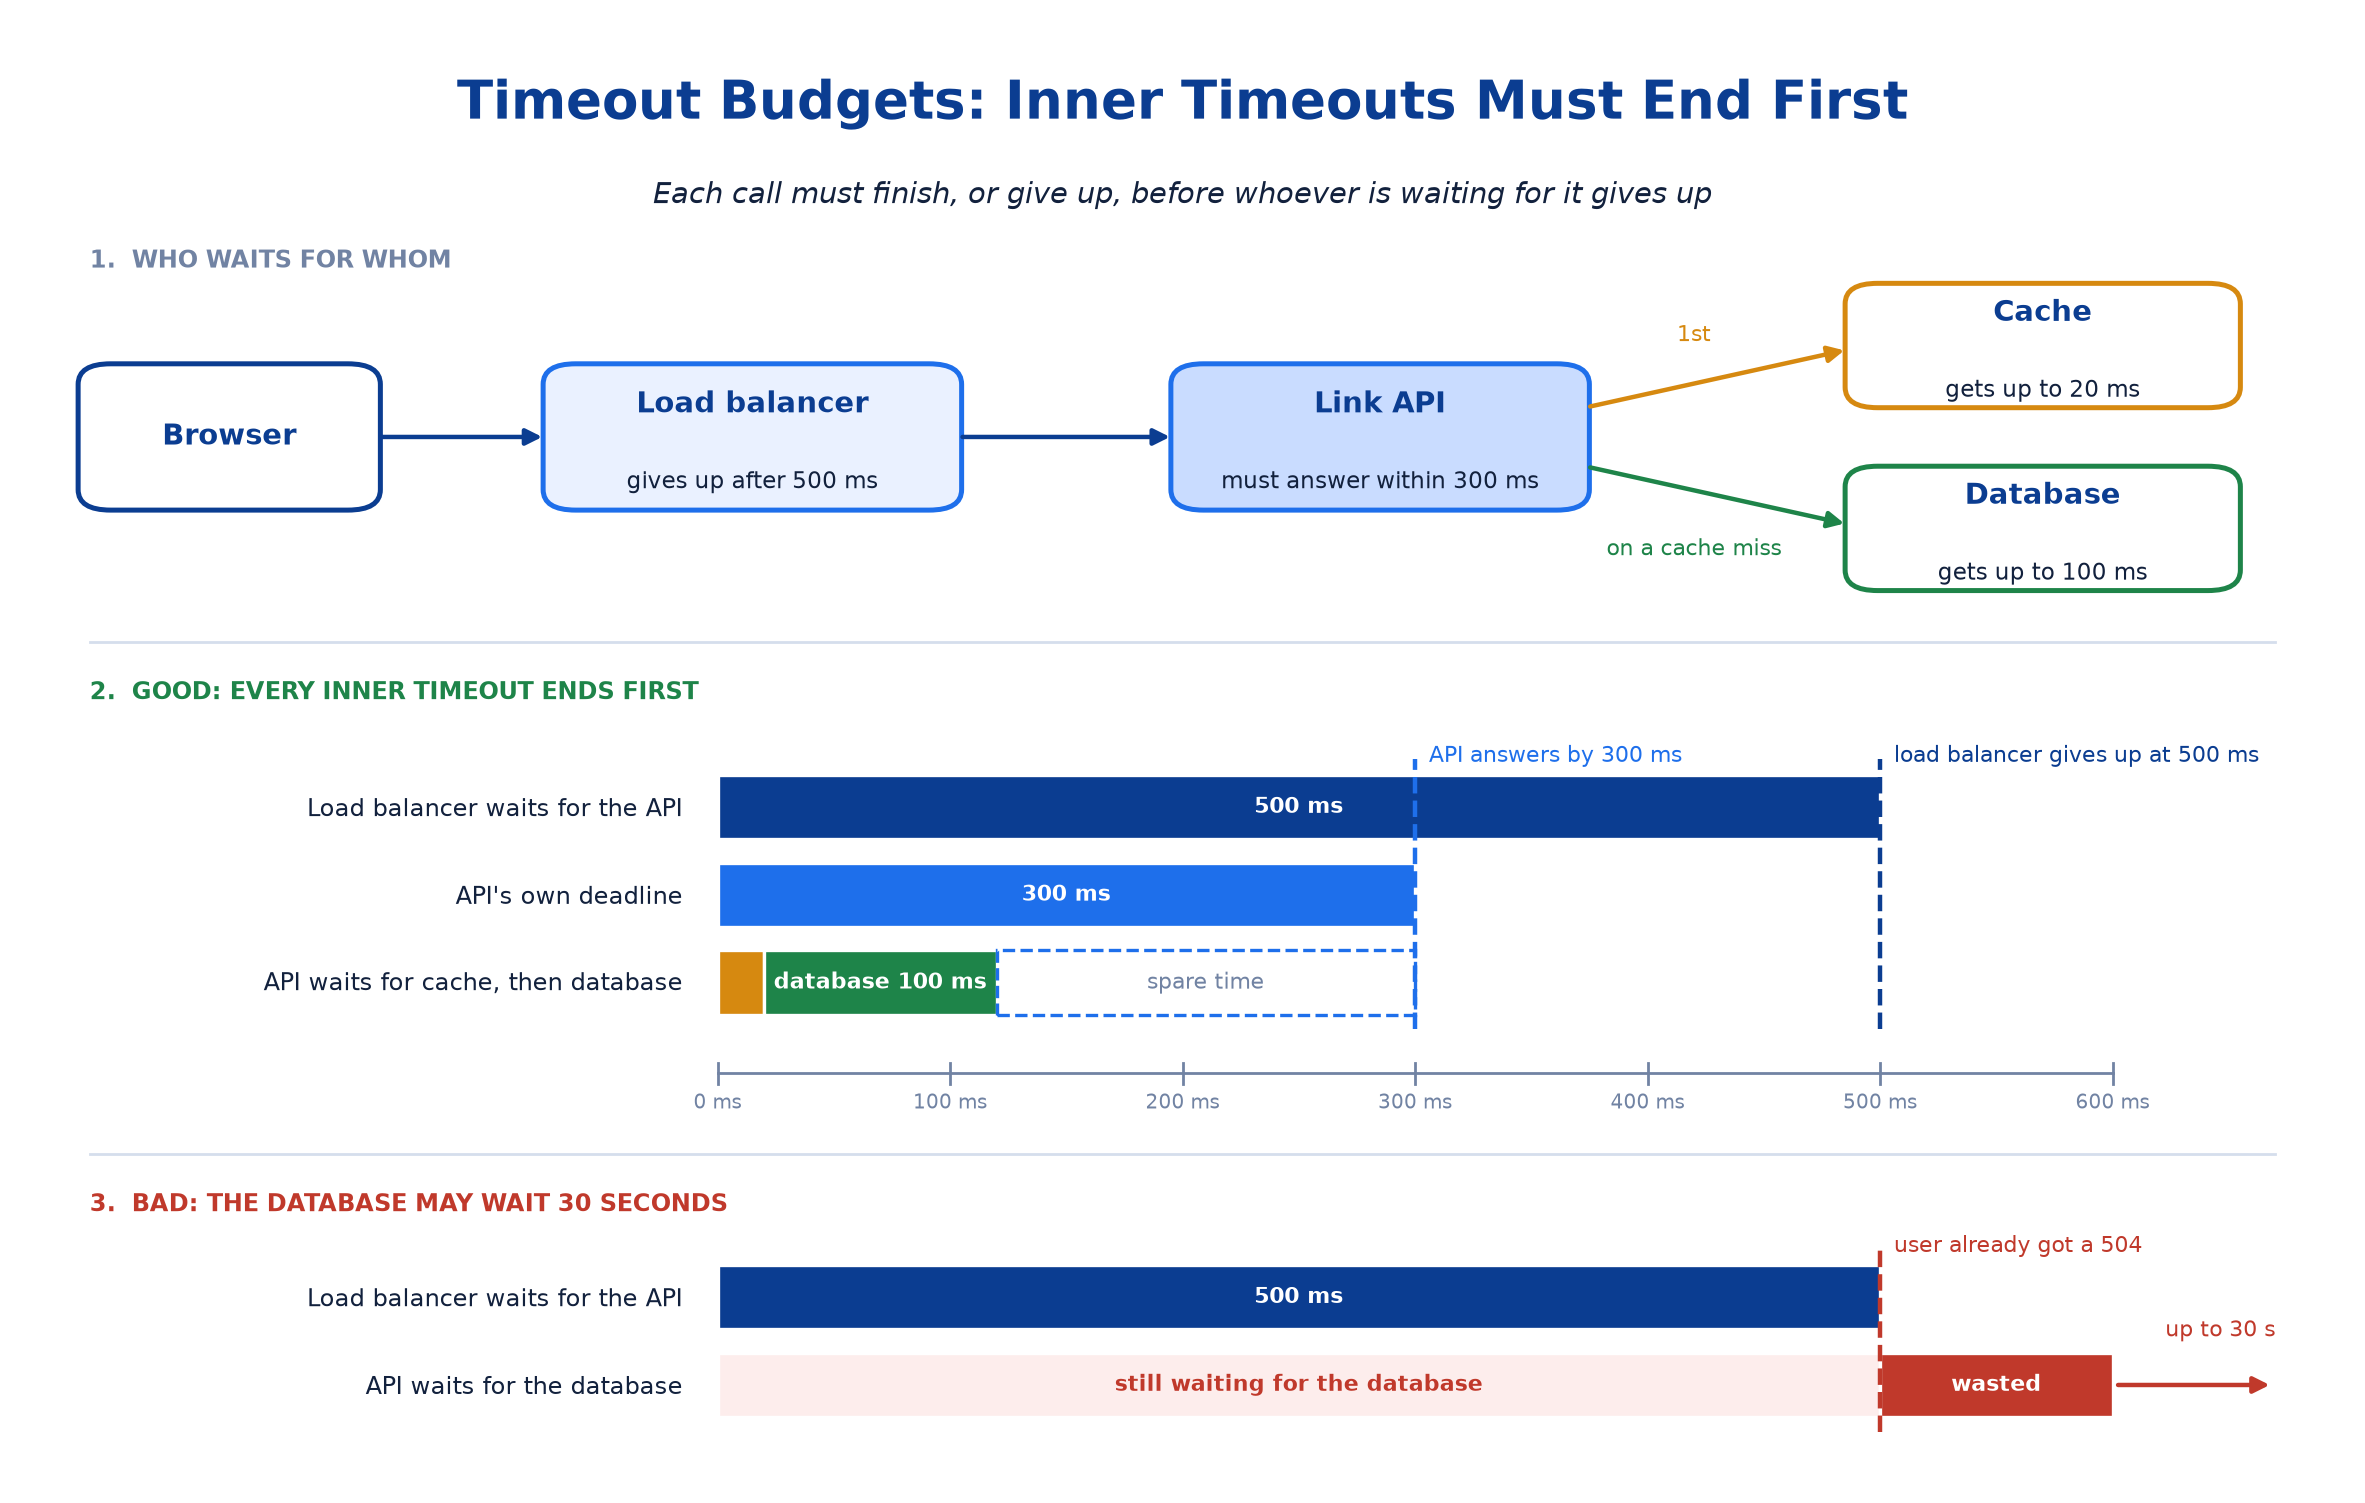 Timeout Budgets: Inner Timeouts Must End First
Each call must finish, or give up, before whoever is waiting for it gives up
1.  WHO WAITS FOR WHOM
Browser
Load balancer
gives up after 500 ms
Link API
must answer within 300 ms
1st
Cache
gets up to 20 ms
on a cache miss
Database
gets up to 100 ms
2.  GOOD: EVERY INNER TIMEOUT ENDS FIRST
API answers by 300 ms
load balancer gives up at 500 ms
Load balancer waits for the API
500 ms
API's own deadline
300 ms
API waits for cache, then database
database 100 ms
spare time
0 ms
100 ms
200 ms
300 ms
400 ms
500 ms
600 ms
3.  BAD: THE DATABASE MAY WAIT 30 SECONDS
user already got a 504
Load balancer waits for the API
500 ms
up to 30 s
API waits for the database
still waiting for the database
wasted